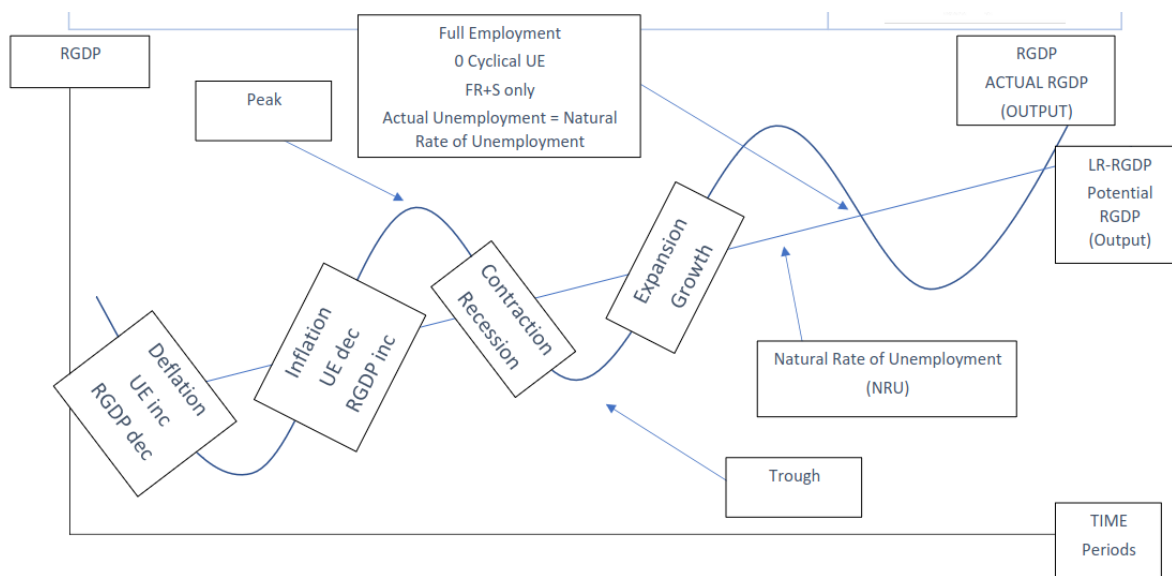 RGDP
Peak
Full Employment
0 Cyclical UE
FR+S only
Actual Unemployment = Natural
Rate of Unemployment
RGDP
ACTUAL RGDP
(OUTPUT)
LR-RGDP
Potential
RGDP
(Output)
Deflation
UE inc
RGDP dec
Inflation
UE dec
RGDP inc
Contraction
Recession
Expansion
Growth
Natural Rate of Unemployment
(NRU)
Trough
TIME
Periods